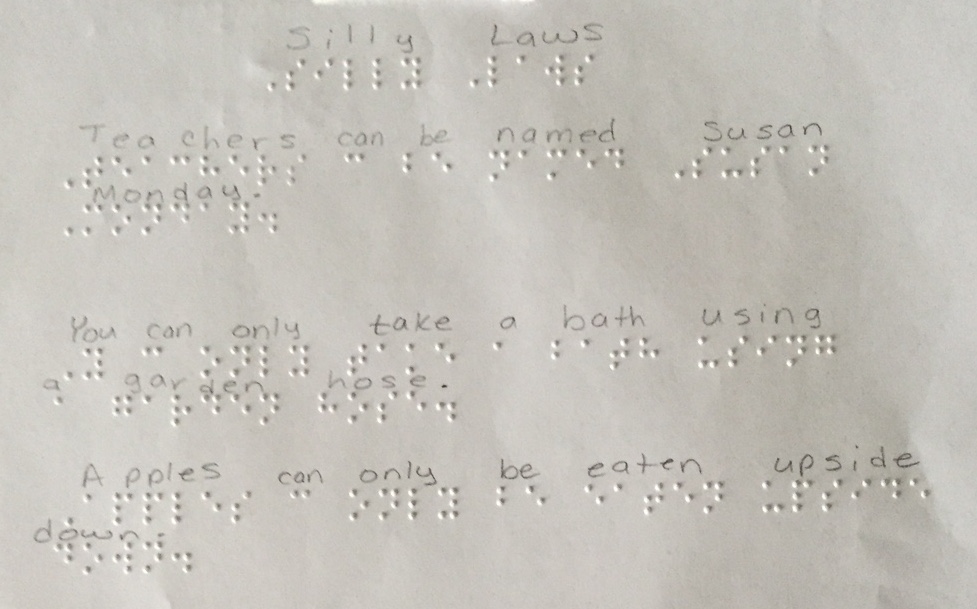 Silly Laws
Teachers can be named Susan
Monday.
You can only take a bath using
a garden hose.
Apples can only be eaten upside
down.